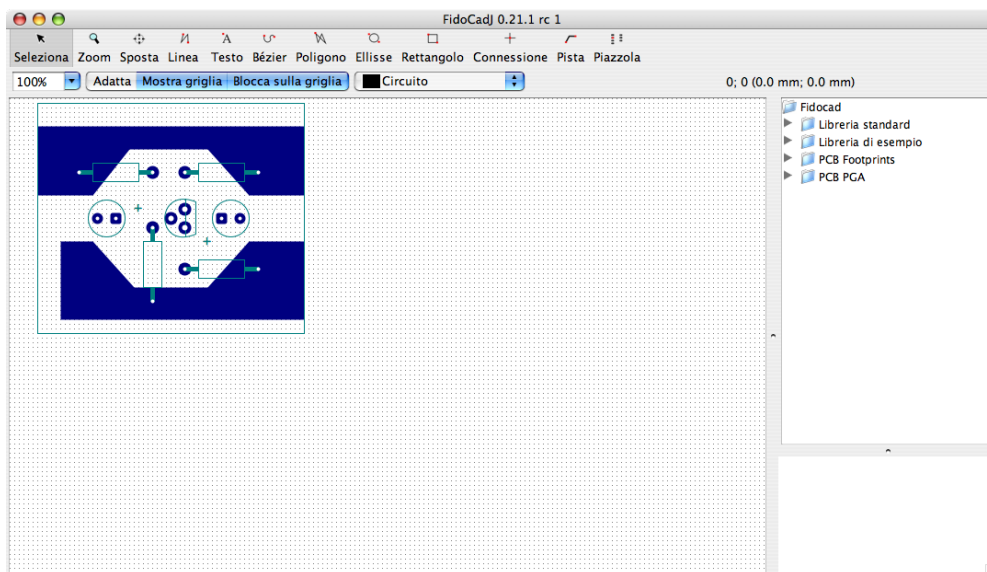 FidoCadJ 0.21.1 rc 1
Seleziona Zoom Sposta Linea Testo Bézier Poligono Ellisse Rettangolo Connessione Pista Piazzola
100% Adatta Mostra griglia Blocca sulla griglia Circuito 0; 0 (0.0 mm; 0.0 mm)
Fidocad
Libreria standard
Libreria di esempio
PCB Footprints
PCB PGA